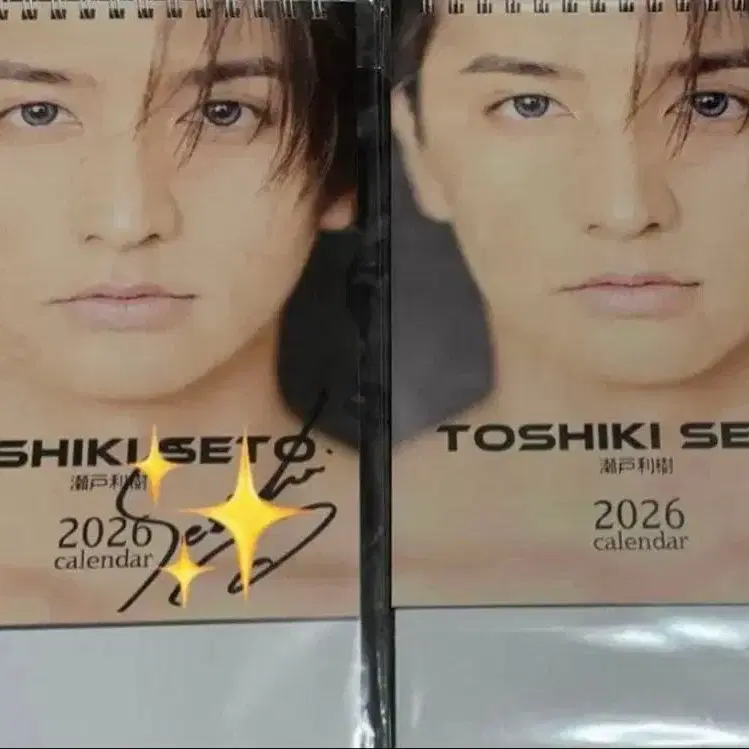 SHIKI SETO
瀬戸利樹
2026
calendar
TOSHIKI SE
瀬戸利樹
2026
calendar